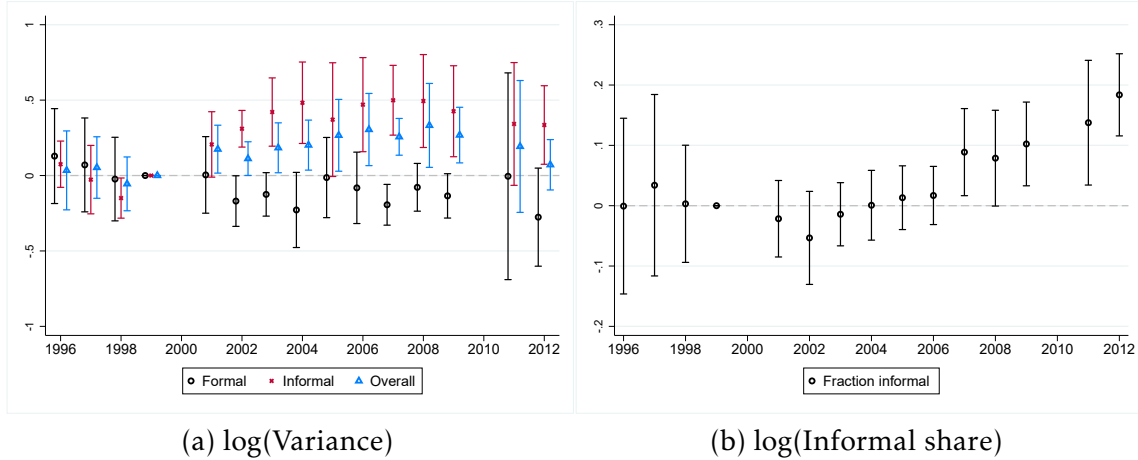 1
.5
0
-.5
-1
1996 1998 2000 2002 2004 2006 2008 2010 2012
Formal Informal Overall
(a) log(Variance)
.3
.2
.1
0
-.1
-.2
1996 1998 2000 2002 2004 2006 2008 2010 2012
Fraction informal
(b) log(Informal share)